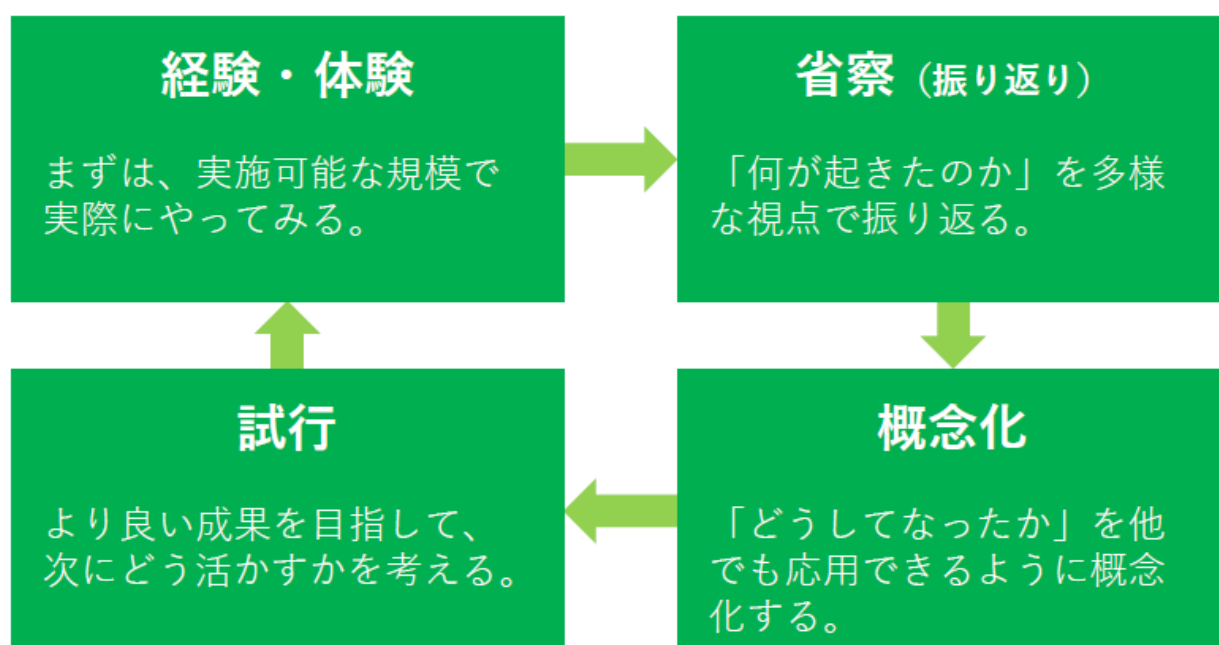 経験・体験
まずは、実施可能な規模で
実際にやってみる。
省察（振り返り）
「何が起きたのか」を多様
な視点で振り返る。
試行
より良い成果を目指して、
次にどう活かすかを考える。
概念化
「どうしてなったか」を他
でも応用できるように概念
化する。